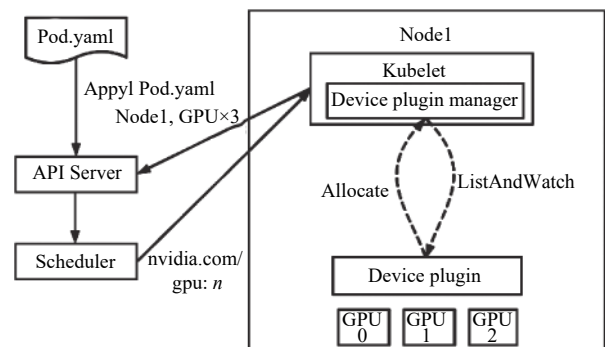 Pod.yaml
Node1
Kubelet
Device plugin manager
Appyl Pod.yaml
Node1, GPU×3
API Server
Allocate
ListAndWatch
Scheduler
nvidia.com/
gpu: n
Device plugin
GPU
0
GPU
1
GPU
2